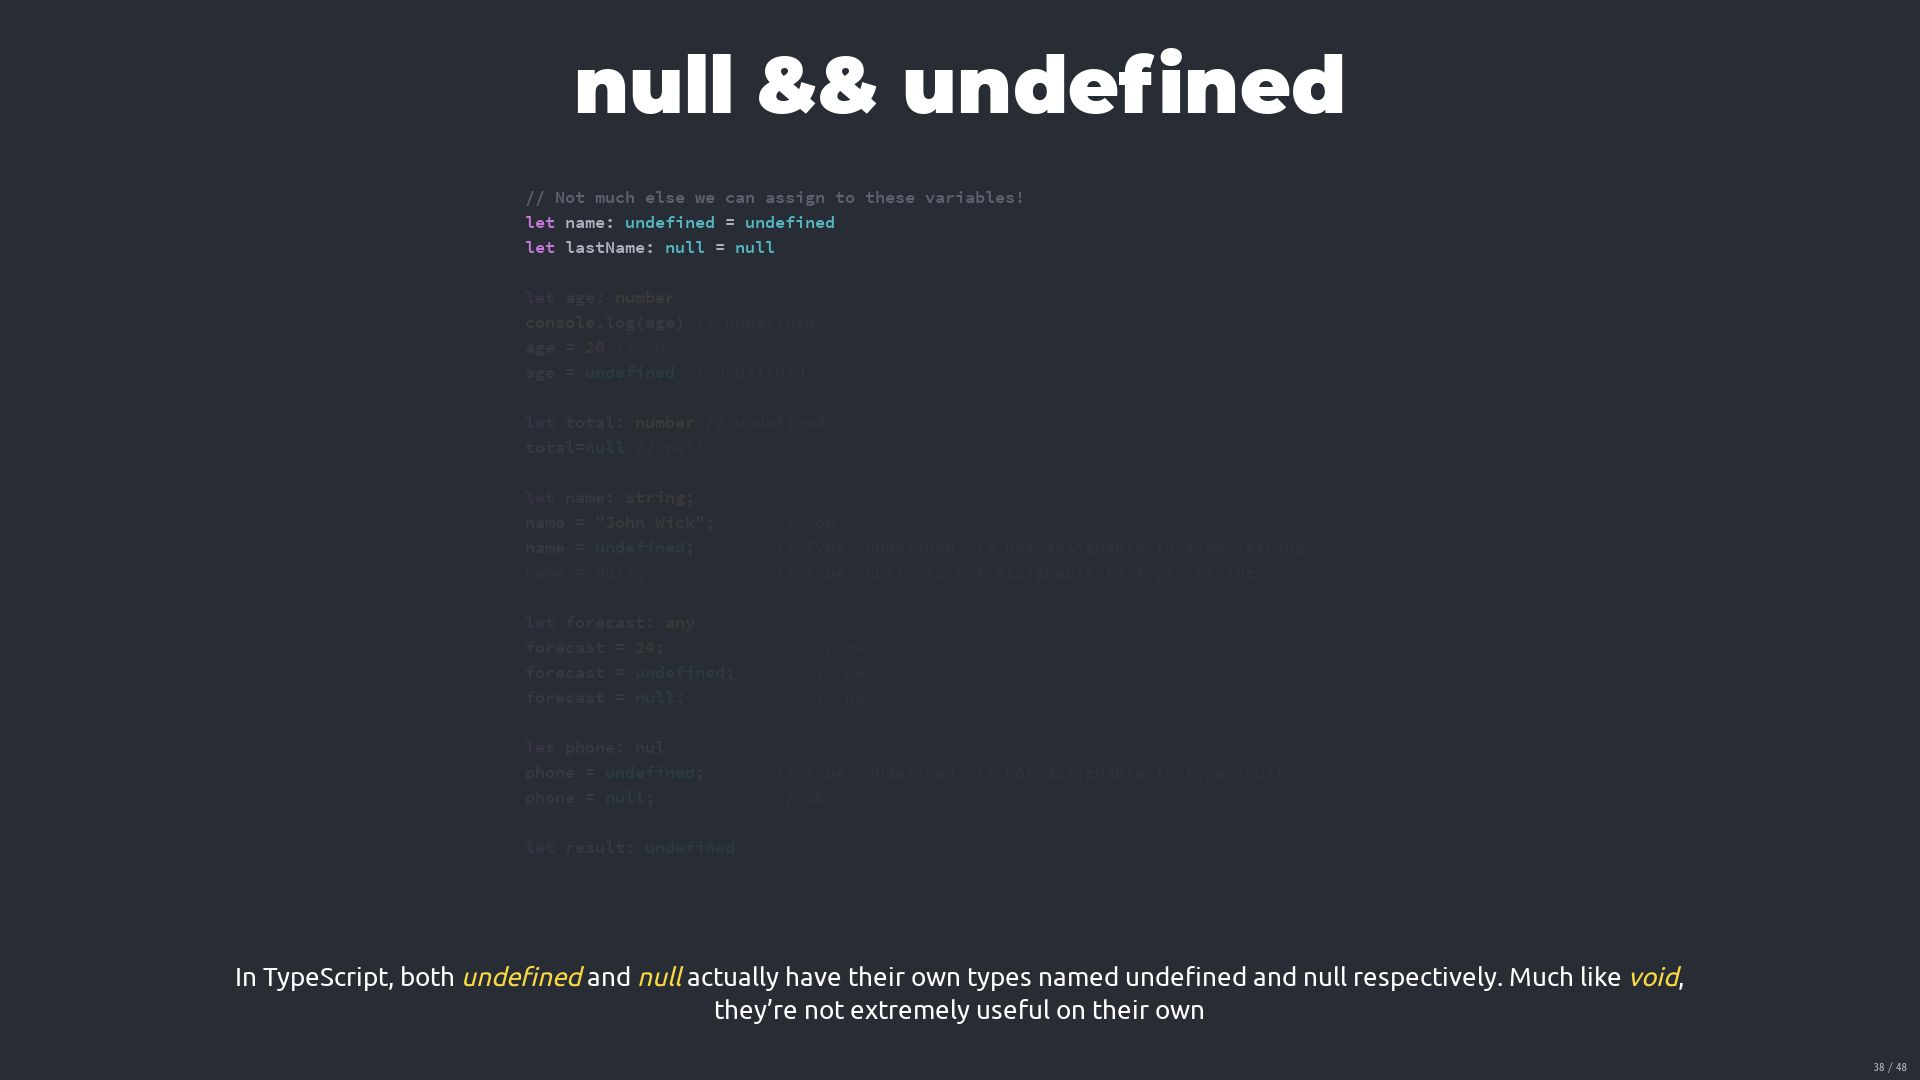 null && undefined
// Not much else we can assign to these variables!
let name: undefined = undefined
let lastName: null = null
let age: number
console.log(age) // undefined
age = 20 // 20
age = undefined // undefined
let total: number // undefined
total=null // null
let name: string;
name = "John Wick"; // ok
name = undefined; // Type 'undefined' is not assignable to type 'string'
name = null; // Type 'null' is not assignable to type 'string'
let forecast: any
forecast = 24; // ok
forecast = undefined; // ok
forecast = null; // ok
let phone: nul
phone = undefined; // Type 'undefined' is not assignable to type 'null'
phone = null; // ok
let result: undefined
In TypeScript, both undefined and null actually have their own types named undefined and null respectively. Much like void,
they’re not extremely useful on their own
38 / 48